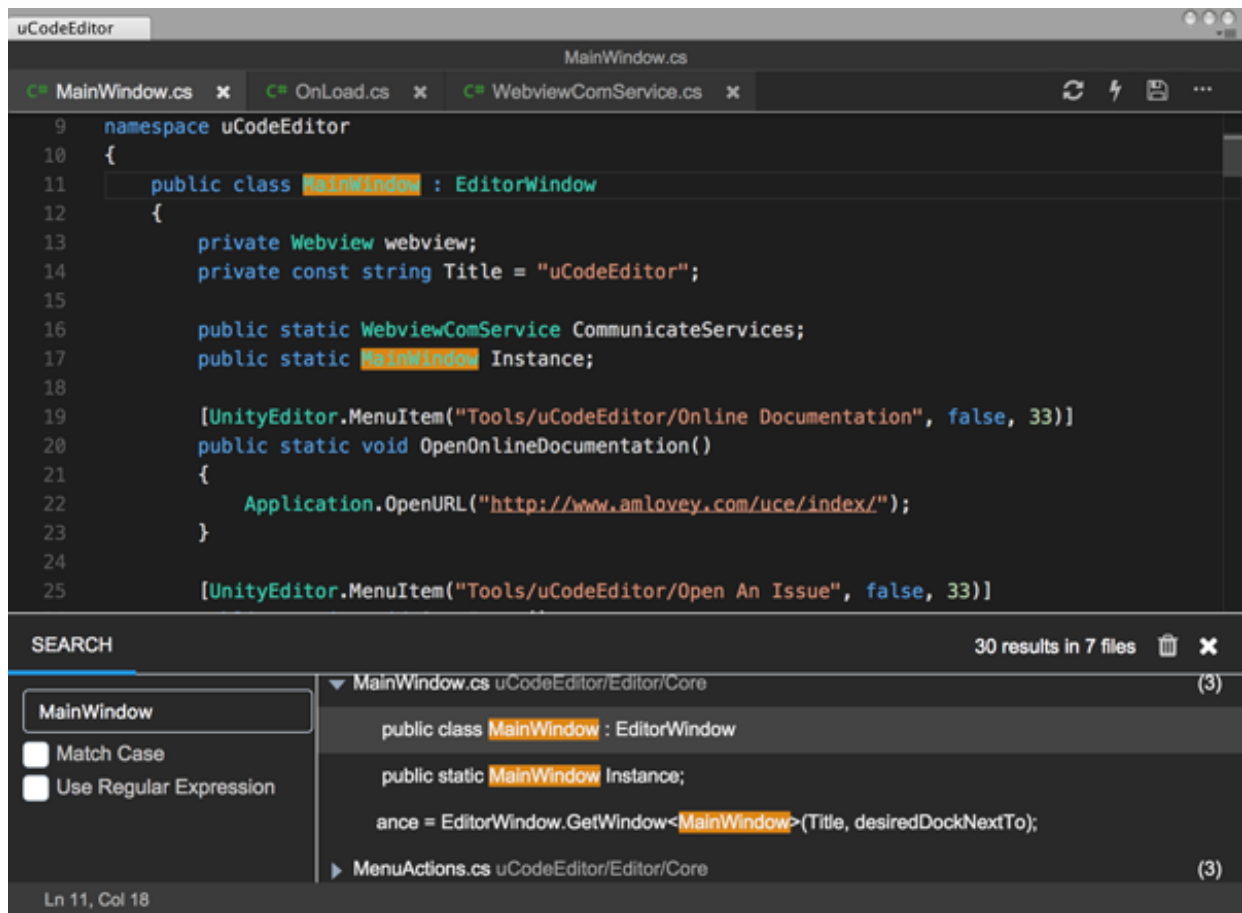 uCodeEditor
MainWindow.cs
C# MainWindow.cs × C# OnLoad.cs × C# WebviewComService.cs ×
9 namespace uCodeEditor
10 {
11 public class MainWindow : EditorWindow
12 {
13 private Webview webview;
14 private const string Title = "uCodeEditor";
15
16 public static WebviewComService CommunicateServices;
17 public static MainWindow Instance;
18
19 [UnityEditor.MenuItem("Tools/uCodeEditor/Online Documentation", false, 33)]
20 public static void OpenOnlineDocumentation()
21 {
22 Application.OpenURL("http://www.amlovey.com/uce/index/");
23 }
24
25 [UnityEditor.MenuItem("Tools/uCodeEditor/Open An Issue", false, 33)]
SEARCH 30 results in 7 files
MainWindow
Match Case
Use Regular Expression
MainWindow.cs uCodeEditor/Editor/Core (3)
public class MainWindow : EditorWindow
public static MainWindow Instance;
ance = EditorWindow.GetWindow<MainWindow>(Title, desiredDockNextTo);
MenuActions.cs uCodeEditor/Editor/Core (3)
Ln 11, Col 18